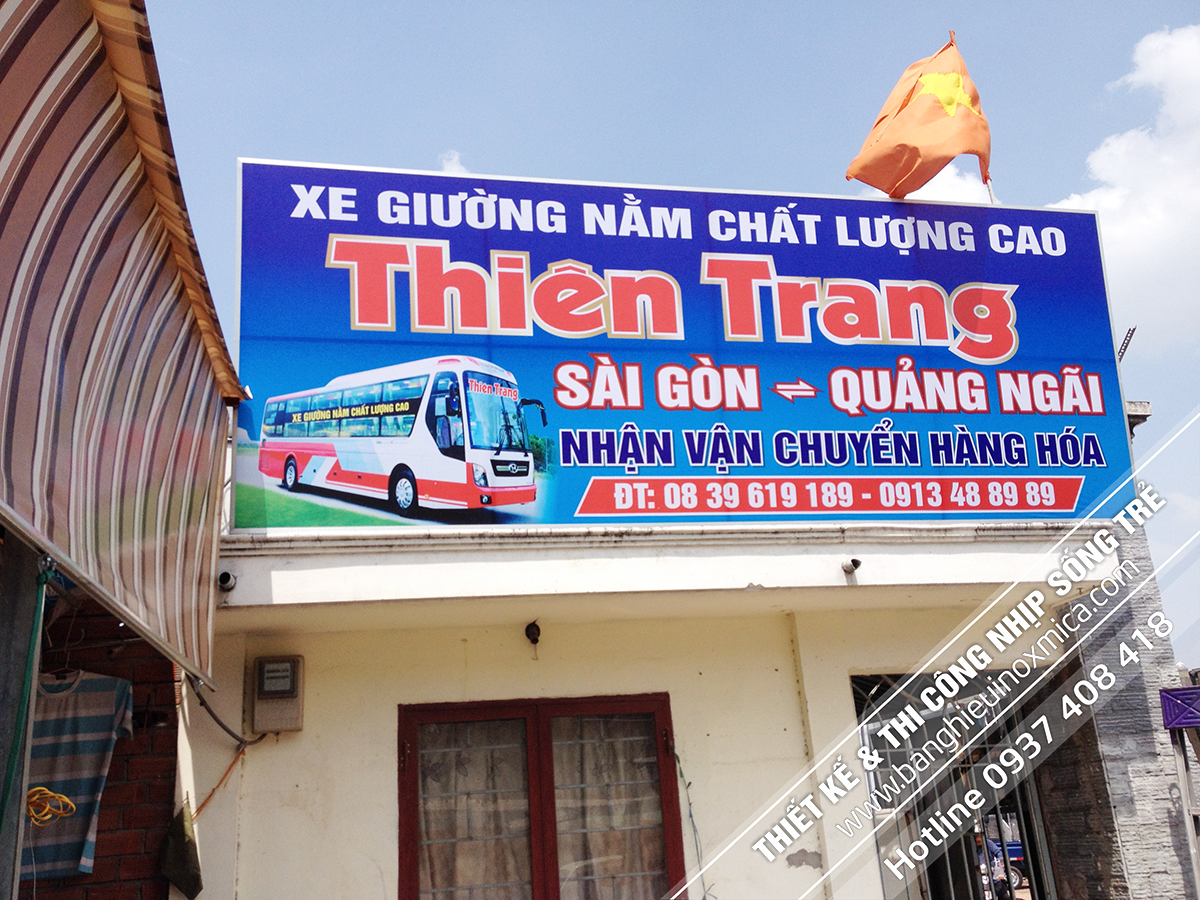 XE GIƯỜNG NẰM CHẤT LƯỢNG CAO
Thiên Trang
SÀI GÒN ⇌ QUẢNG NGÃI
Thiên Trang
XE GIƯỜNG NẰM CHẤT LƯỢNG CAO
NHẬN VẬN CHUYỂN HÀNG HÓA
ĐT: 08 39 619 189 - 0913 48 89 89
THIẾT KẾ & THI CÔNG NHỊP SỐNG TRẺ
www.banghieuinoxmica.com
Hotline 0937 408 418